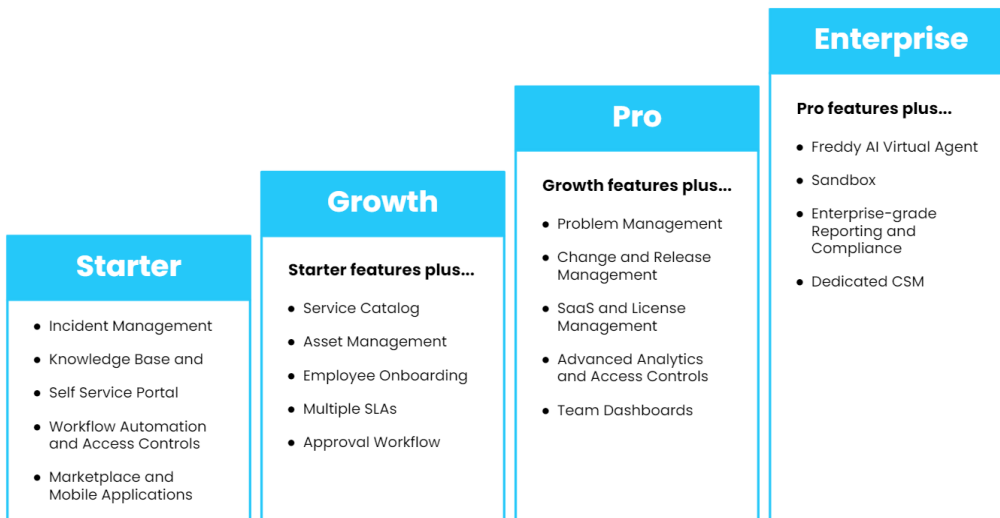 Starter
Incident Management
Knowledge Base and
Self Service Portal
Workflow Automation
and Access Controls
Marketplace and
Mobile Applications
Growth
Starter features plus...
Service Catalog
Asset Management
Employee Onboarding
Multiple SLAs
Approval Workflow
Pro
Growth features plus...
Problem Management
Change and Release
Management
SaaS and License
Management
Advanced Analytics
and Access Controls
Team Dashboards
Enterprise
Pro features plus...
Freddy AI Virtual Agent
Sandbox
Enterprise-grade
Reporting and
Compliance
Dedicated CSM